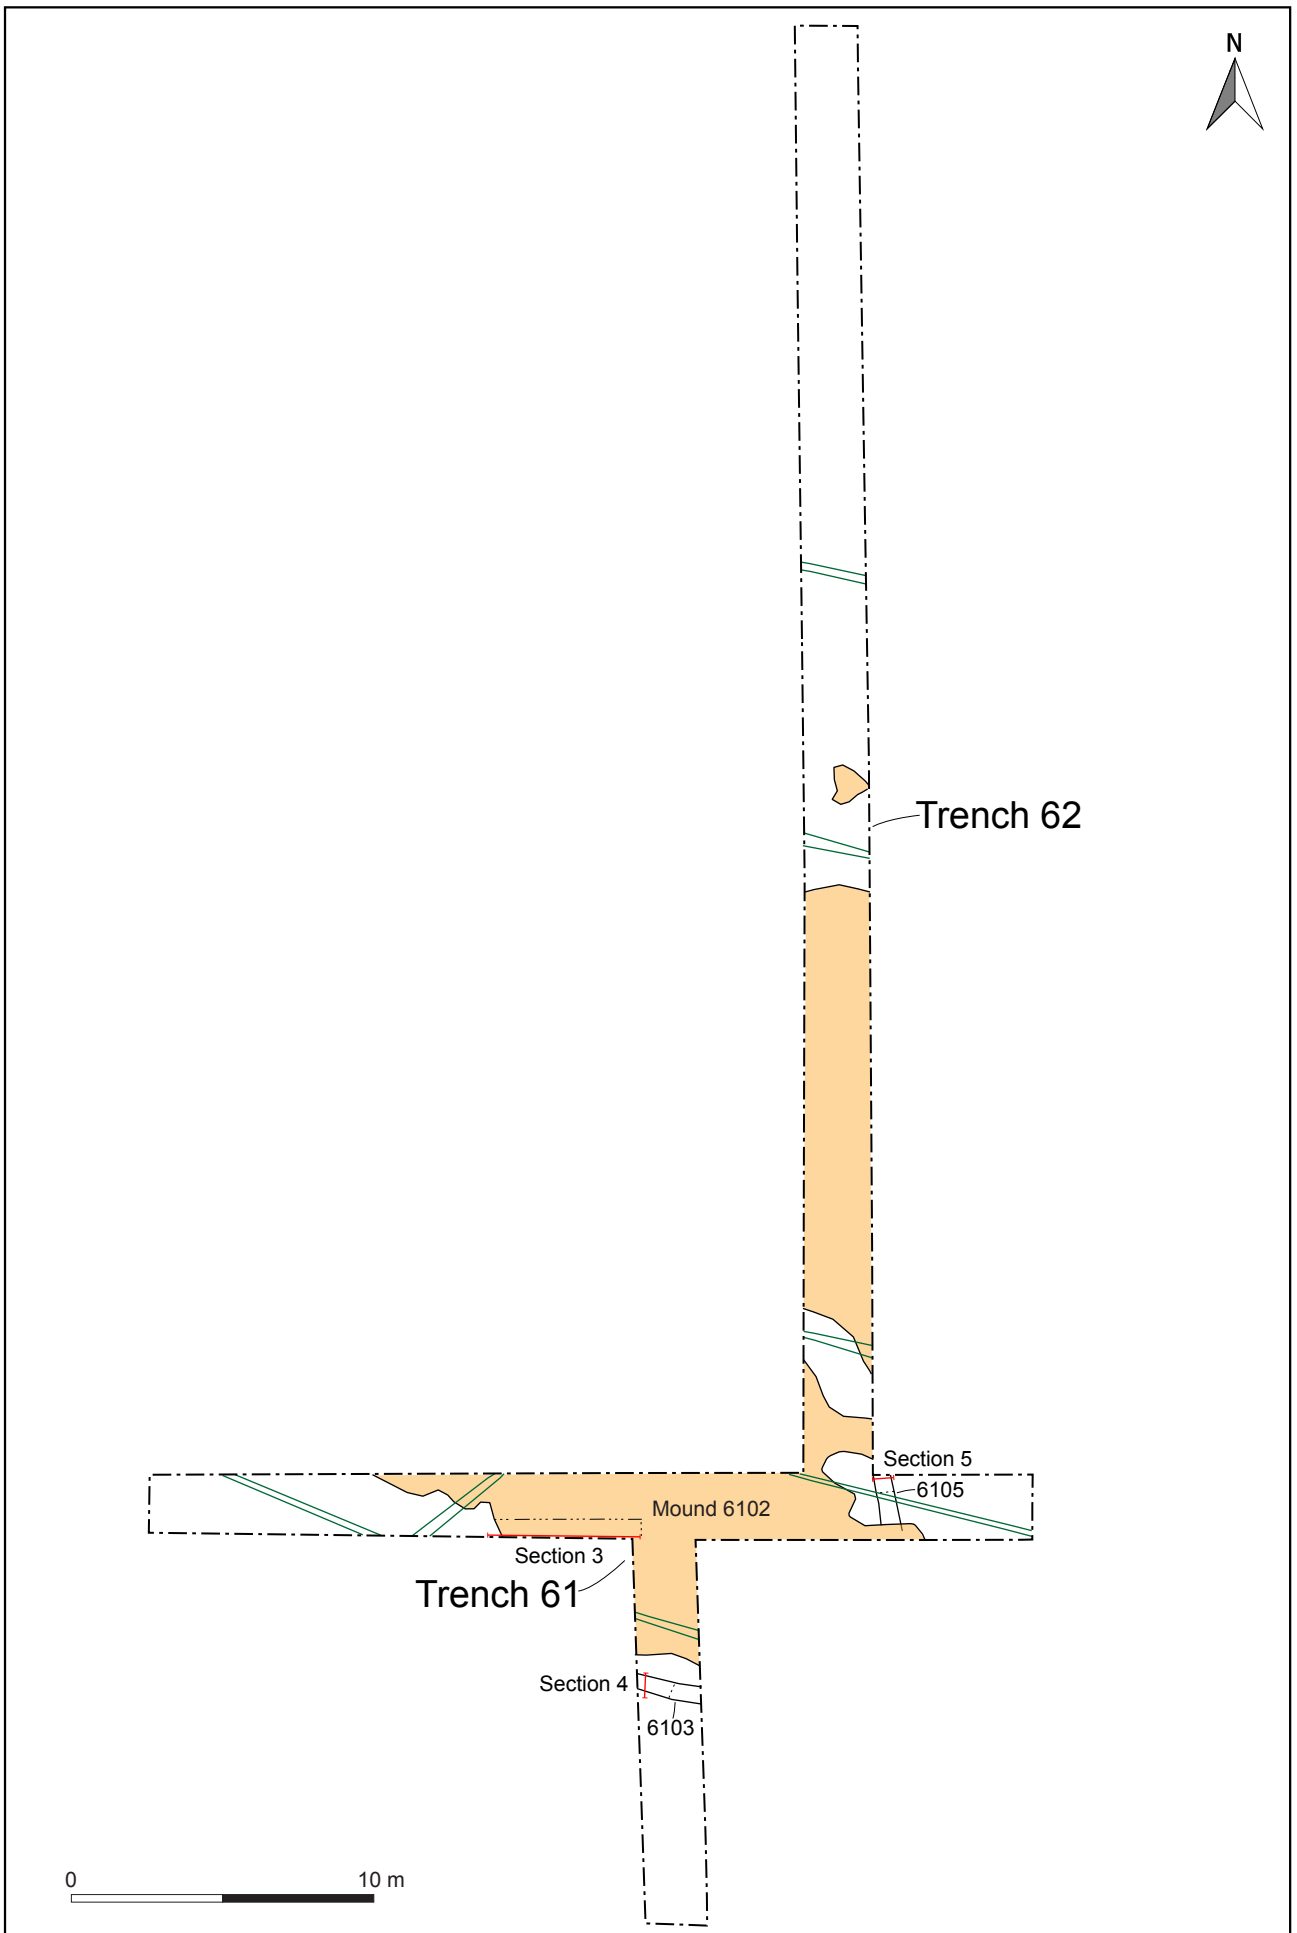 N
Trench 62
Section 5
6105
Mound 6102
Section 3
Trench 61
Section 4
6103
0 10 m